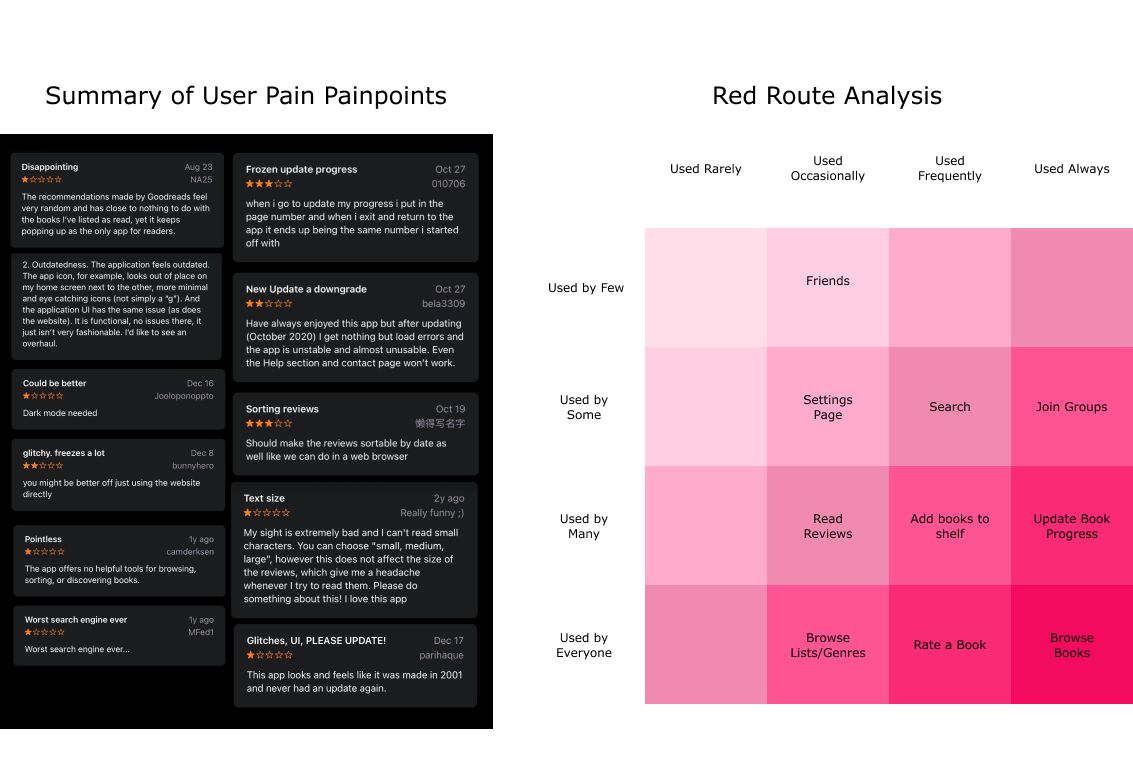 Summary of User Pain Painpoints
Disappointing
Aug 23
NA25
The recommendations made by Goodreads feel
very random and has close to nothing to do with
the books I've listed as read, yet it keeps
popping up as the only app for readers.
2. Outdatedness. The application feels outdated.
The app icon, for example, looks out of place on
my home screen next to the other, more minimal
and eye catching icons (not simply a "g"). And
the application UI has the same issue (as does
the website). It is functional, no issues there, it
just isn't very fashionable. I'd like to see an
overhaul.
Could be better
Dec 16
Jooloponoppto
Dark mode needed
glitchy. freezes a lot
Dec 8
bunnyhero
you might be better off just using the website
directly
Pointless
1y ago
camderksen
The app offers no helpful tools for browsing,
sorting, or discovering books.
Worst search engine ever
1y ago
MFed1
Worst search engine ever...
Frozen update progress
Oct 27
010706
when i go to update my progress i put in the
page number and when i exit and return to the
app it ends up being the same number i started
off with
New Update a downgrade
Oct 27
bela3309
Have always enjoyed this app but after updating
(October 2020) I get nothing but load errors and
the app is unstable and almost unusable. Even
the Help section and contact page won't work.
Sorting reviews
Oct 19
懒得写名字
Should make the reviews sortable by date as
well like we can do in a web browser
Text size
2y ago
Really funny ;)
My sight is extremely bad and I can't read small
characters. You can choose "small, medium,
large", however this does not affect the size of
the reviews, which give me a headache
whenever I try to read them. Please do
something about this! I love this app
Glitches, UI, PLEASE UPDATE!
Dec 17
parihaque
This app looks and feels like it was made in 2001
and never had an update again.
Red Route Analysis
Used Rarely
Used
Occasionally
Used
Frequently
Used Always
Used by Few
Friends
Used by
Some
Settings
Page
Search
Join Groups
Used by
Many
Read
Reviews
Add books to
shelf
Update Book
Progress
Used by
Everyone
Browse
Lists/Genres
Rate a Book
Browse
Books